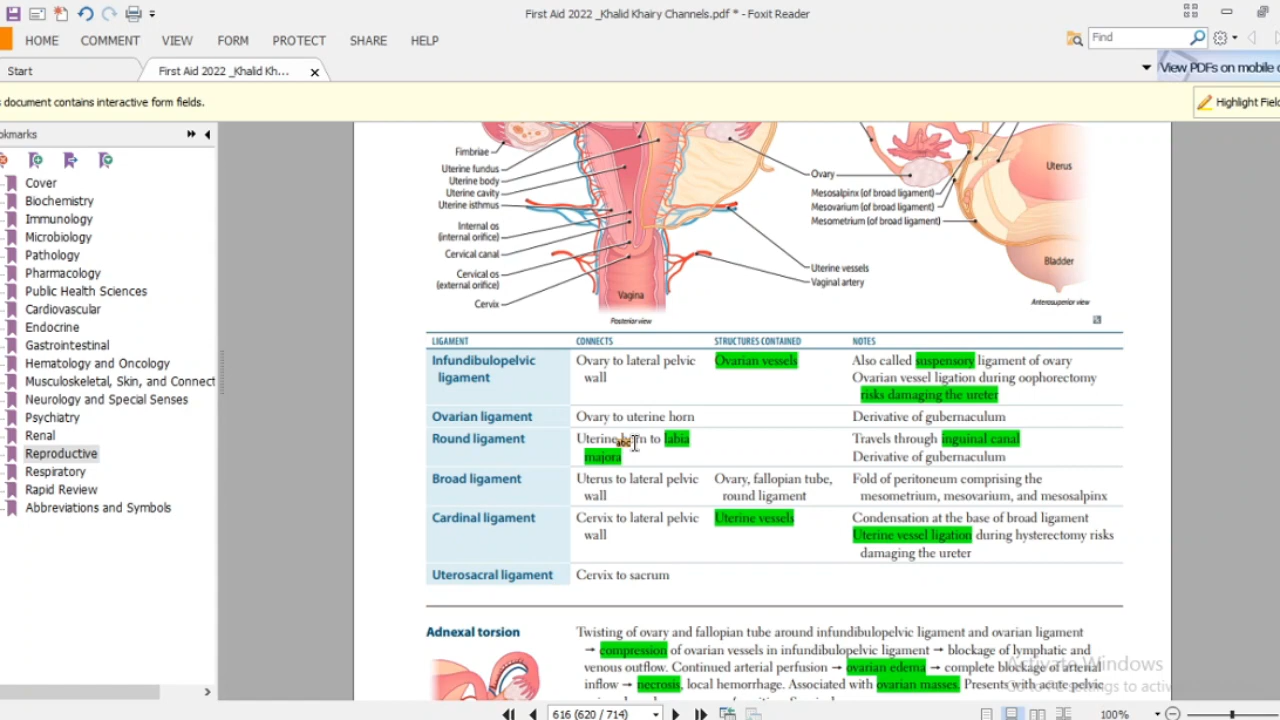 First Aid 2022 _Khalid Khairy Channels.pdf * - Foxit Reader
HOME COMMENT VIEW FORM PROTECT SHARE HELP
Find
Start
First Aid 2022 _Khalid Kh...
View PDFs on mobile
document contains interactive form fields.
Highlight
okmarks
Cover
Biochemistry
Immunology
Microbiology
Pathology
Pharmacology
Public Health Sciences
Cardiovascular
Endocrine
Gastrointestinal
Hematology and Oncology
Musculoskeletal, Skin, and Connect
Neurology and Special Senses
Psychiatry
Renal
Reproductive
Respiratory
Rapid Review
Abbreviations and Symbols
Fimbriae
Uterine fundus
Uterine body
Uterine cavity
Uterine isthmus
Internal os
(internal orifice)
Cervical canal
Cervical os
(external orifice)
Cervix
Vagina
Posterior view
Ovary
Uterine vessels
Vaginal artery
Mesosalpinx (of broad ligament)
Mesovarium (of broad ligament)
Mesometrium (of broad ligament)
Uterus
Bladder
Anterosuperior view
LIGAMENT CONNECTS STRUCTURES CONTAINED NOTES
Infundibulopelvic Ovary to lateral pelvic Ovarian vessels Also called suspensory ligament of ovary
ligament wall Ovarian vessel ligation during oophorectomy
risks damaging the ureter
Ovarian ligament Ovary to uterine horn Derivative of gubernaculum
Round ligament Uterine horn to labia Travels through inguinal canal
majora Derivative of gubernaculum
Broad ligament Uterus to lateral pelvic Ovary, fallopian tube, Fold of peritoneum comprising the
wall round ligament mesometrium, mesovarium, and mesosalpinx
Cardinal ligament Cervix to lateral pelvic Uterine vessels Condensation at the base of broad ligament
wall Uterine vessel ligation during hysterectomy risks
damaging the ureter
Uterosacral ligament Cervix to sacrum
Adnexal torsion Twisting of ovary and fallopian tube around infundibulopelvic ligament and ovarian ligament
→ compression of ovarian vessels in infundibulopelvic ligament → blockage of lymphatic and
venous outflow. Continued arterial perfusion → ovarian edema → complete blockage of arterial
inflow → necrosis, local hemorrhage. Associated with ovarian masses. Presents with acute pelvic
Activate Windows
616 (620 / 714) 100%